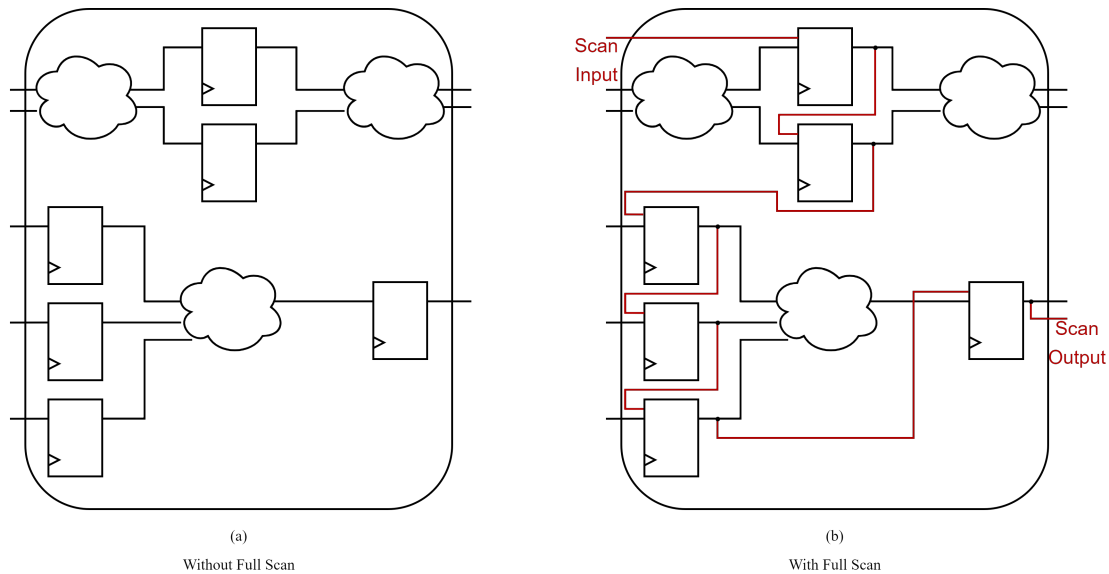 Scan
Input
Scan
Output
(a)
(b)
Without Full Scan
With Full Scan